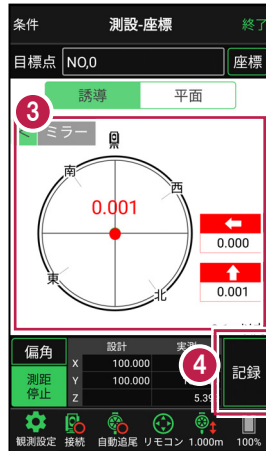 条件 測設-座標 終了
目標点 NO,0 座標
誘導 平面
3
< ミラー
南
西
0.001
東
北
0.000
0.001
偏角
設計
X 100.000
Y 100.000
Z
測距
停止
4
記録
観測設定 接続 自動追尾 リモコン 1.000m 100%